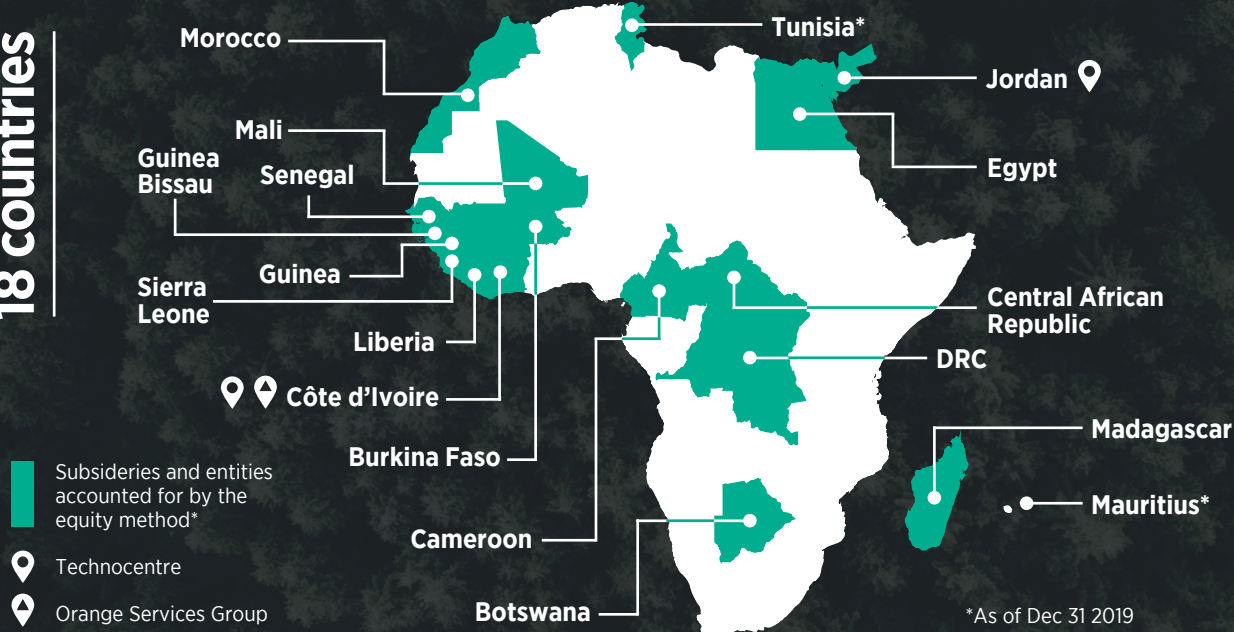 18 countries
Morocco
Tunisia*
Jordan
Mali
Guinea
Bissau
Senegal
Egypt
Guinea
Sierra
Leone
Central African
Republic
Liberia
DRC
Côte d'Ivoire
Madagascar
Burkina Faso
Subsideries and entities
accounted for by the
equity method*
Mauritius*
Cameroon
Technocentre
Botswana
Orange Services Group
*As of Dec 31 2019